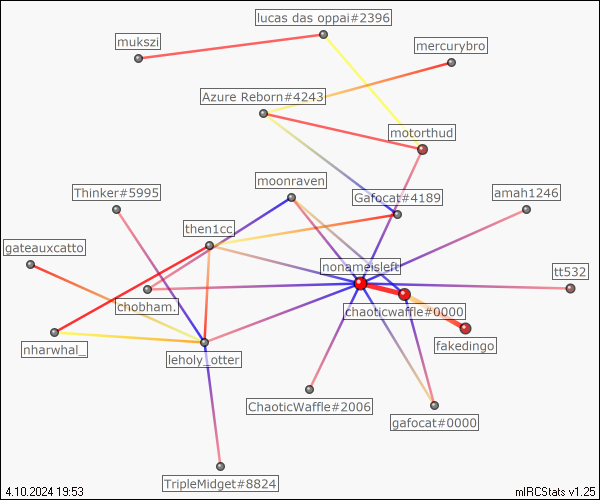 lucas das oppai#2396
mukszi
mercurybro
Azure Reborn#4243
motorthud
moonraven
Thinker#5995
Gafocat#4189
amah1246
then1cc
gateauxcatto
nonameisleft
tt532
chobham.
chaoticwaffle#0000
nharwhal_
leholy_otter
fakedingo
ChaoticWaffle#2006
gafocat#0000
TripleMidget#8824
4.10.2024 19:53
mIRCStats v1.25